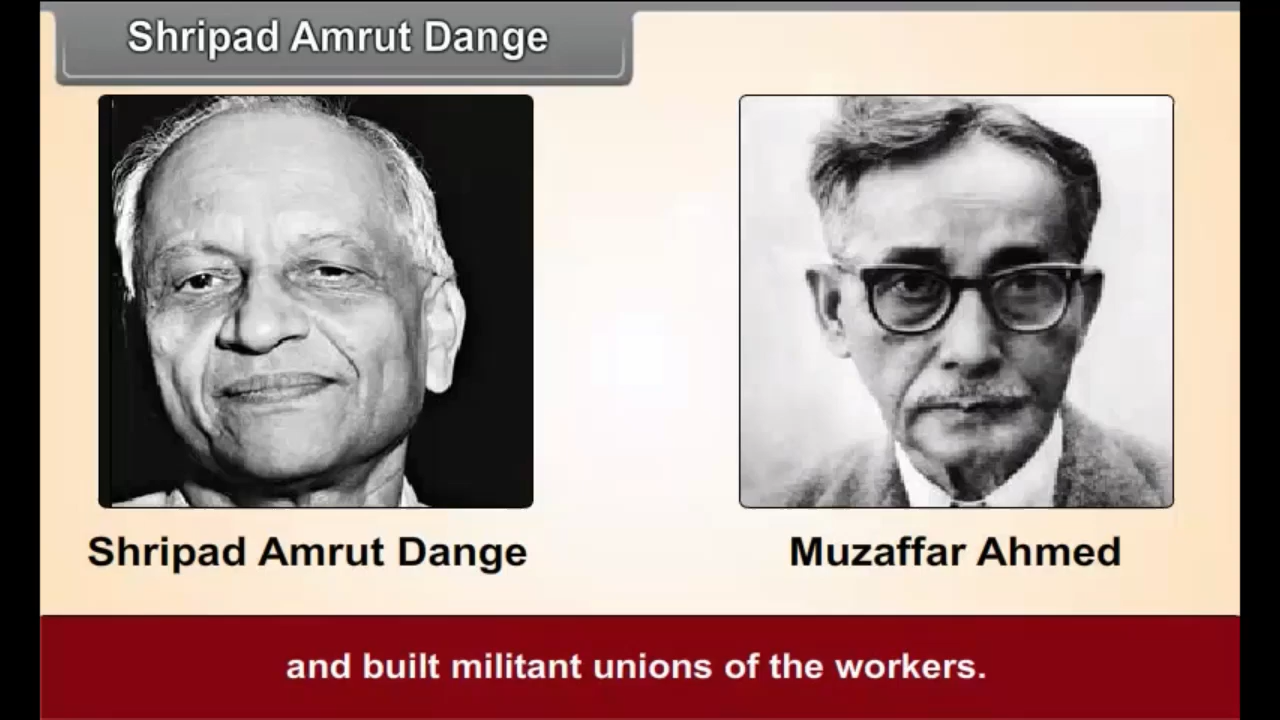 Shripad Amrut Dange
Shripad Amrut Dange
Muzaffar Ahmed
and built militant unions of the workers.